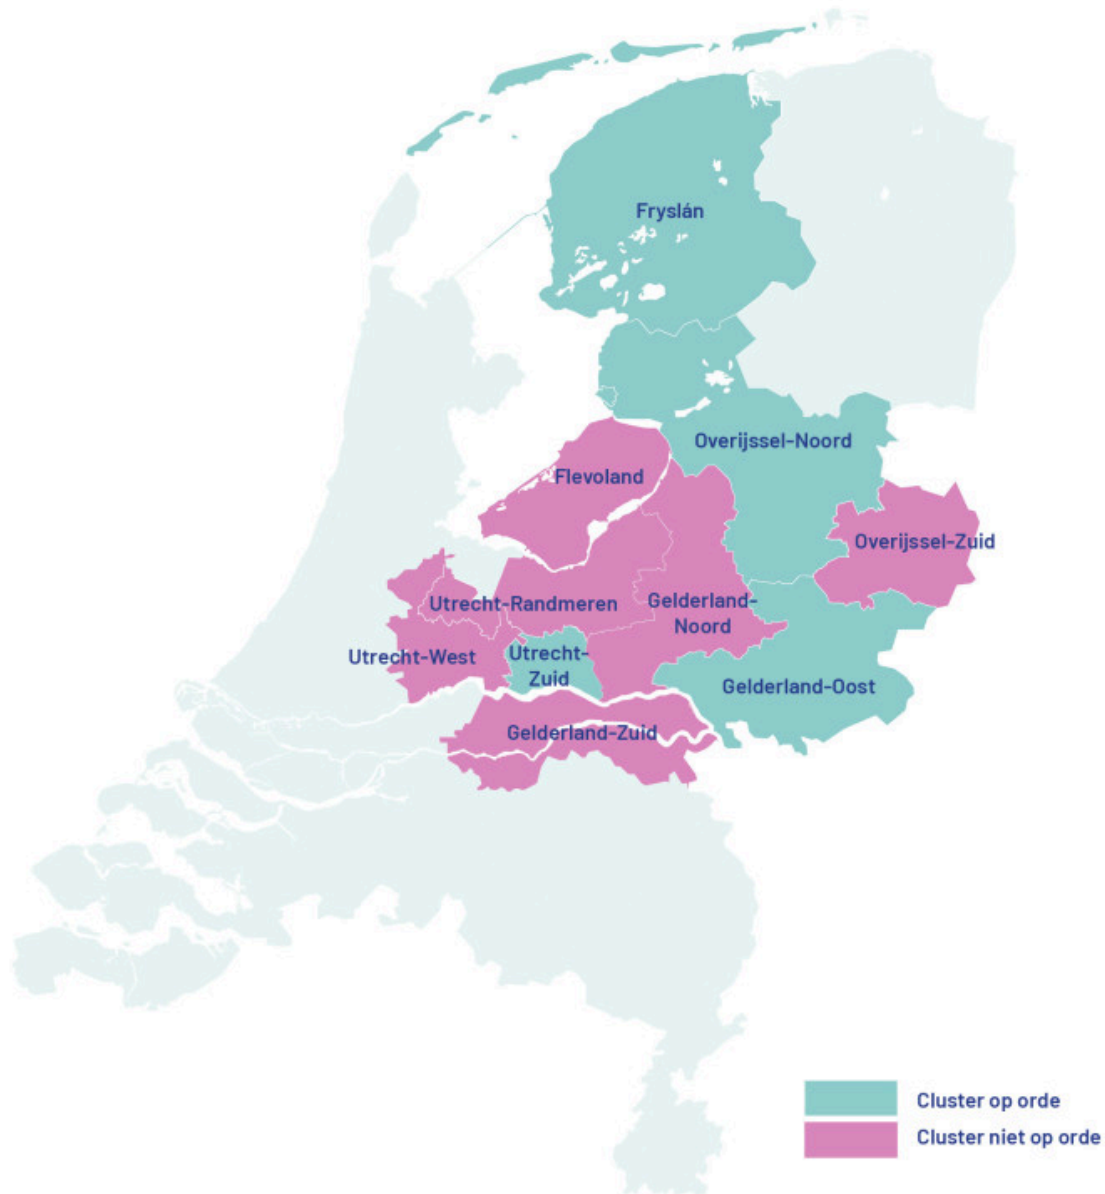 Fryslán
Overijssel-Noord
Flevoland
Overijssel-Zuid
Utrecht-Randmeren
Gelderland-
Noord
Utrecht-West
Utrecht-
Zuid
Gelderland-Oost
Gelderland-Zuid
Cluster op orde
Cluster niet op orde